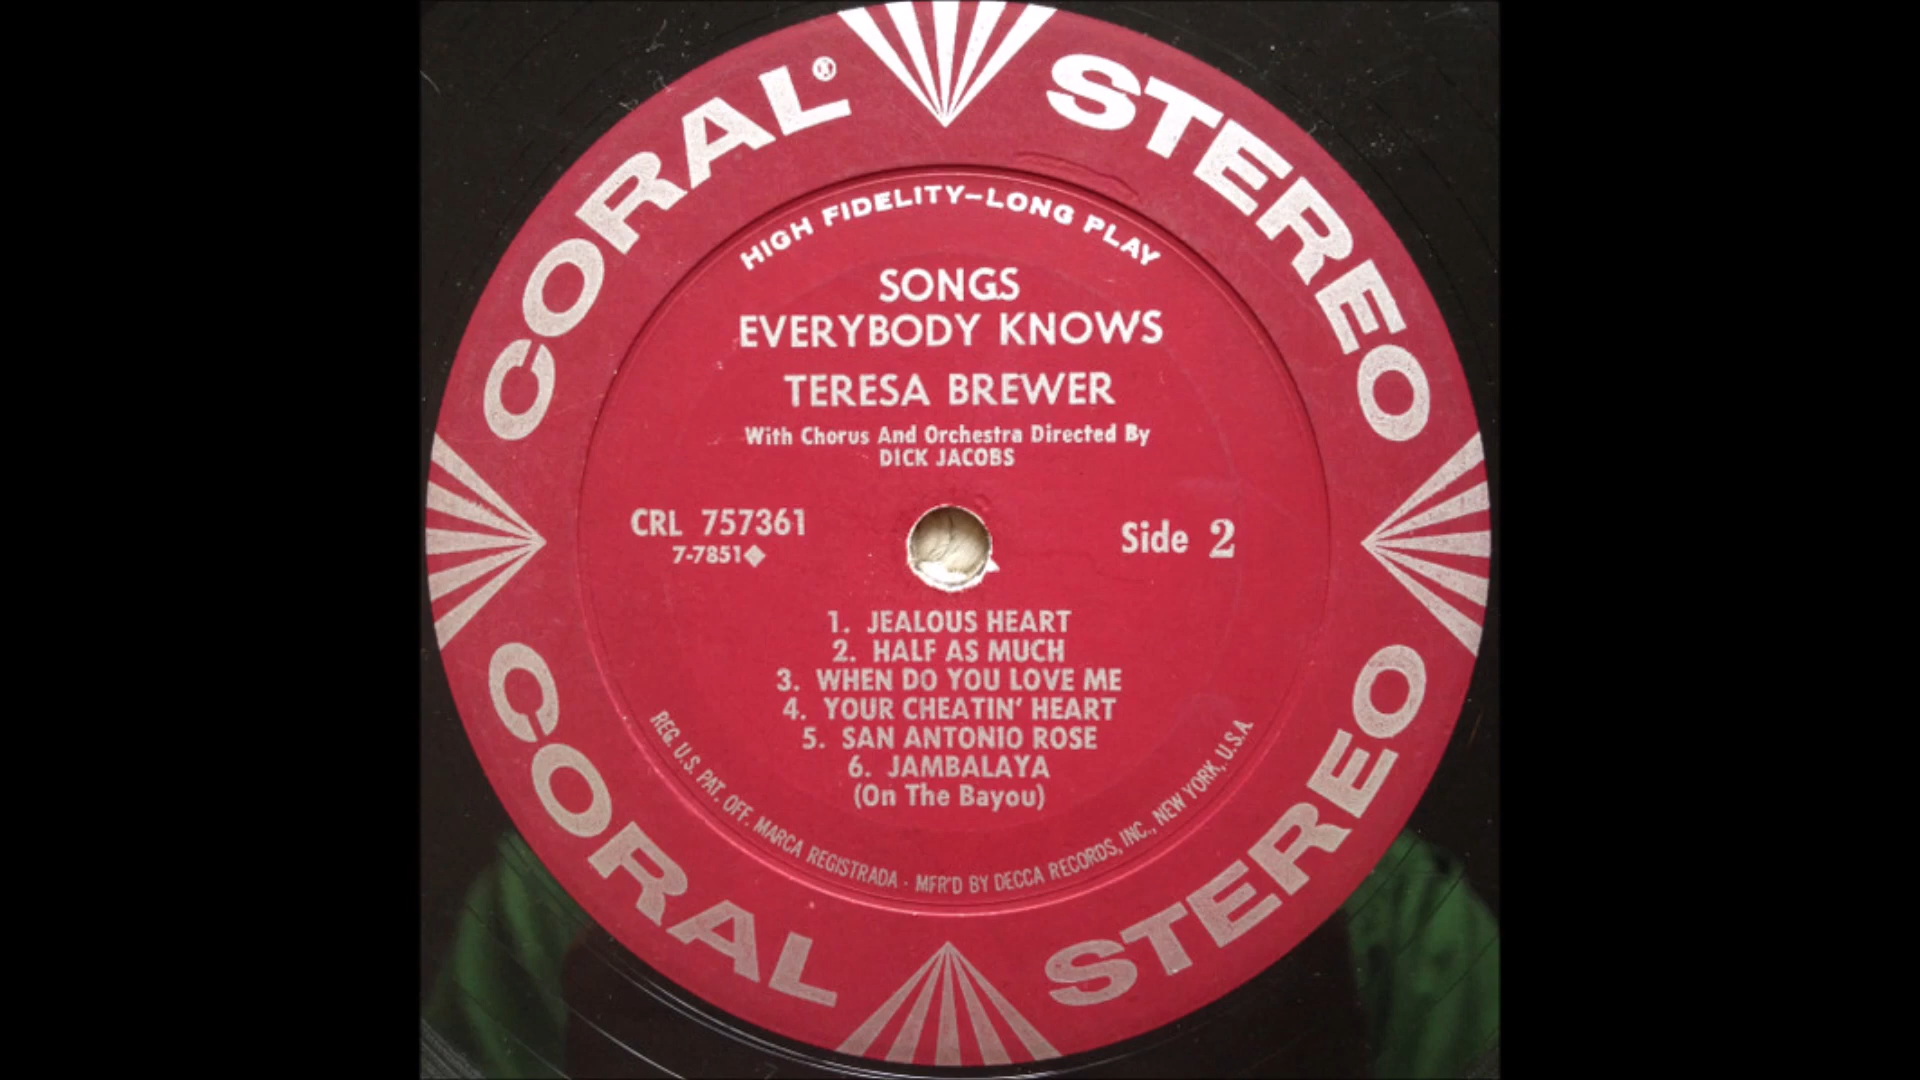 CORAL®
STEREO
HIGH FIDELITY—LONG PLAY
SONGS
EVERYBODY KNOWS
TERESA BREWER
With Chorus And Orchestra Directed By
DICK JACOBS
CRL 757361
7-7851◆
Side 2
1. JEALOUS HEART
2. HALF AS MUCH
3. WHEN DO YOU LOVE ME
4. YOUR CHEATIN' HEART
5. SAN ANTONIO ROSE
6. JAMBALAYA
(On The Bayou)
REG. U.S. PAT. OFF. MARCA REGISTRADA · MFR'D BY DECCA RECORDS, INC., NEW YORK, U.S.A.
CORAL
STEREO